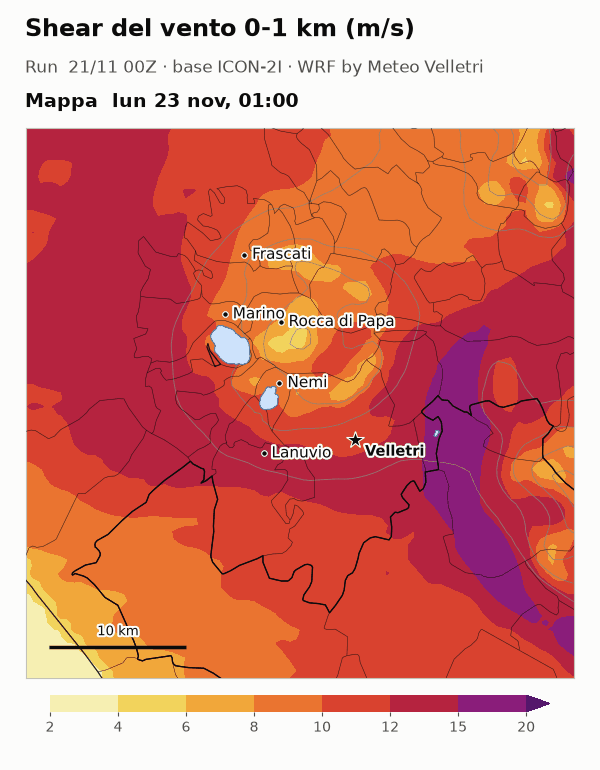 Shear del vento 0-1 km (m/s)
Run  21/11 00Z · base ICON-2I · WRF by Meteo Velletri
Mappa  lun 23 nov, 01:00
Frascati
Marino
Rocca di Papa
Nemi
Velletri
Lanuvio
10 km
2 4 6 8 10 12 15 20